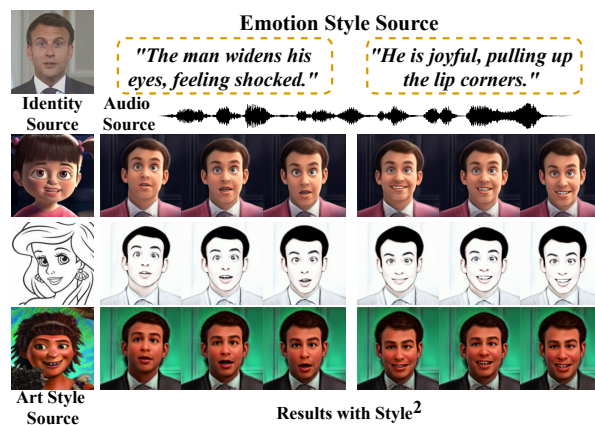 Emotion Style Source
"The man widens his
eyes, feeling shocked."
"He is joyful, pulling up
the lip corners."
Identity
Source
Audio
Source
Art Style
Source
Results with Style²